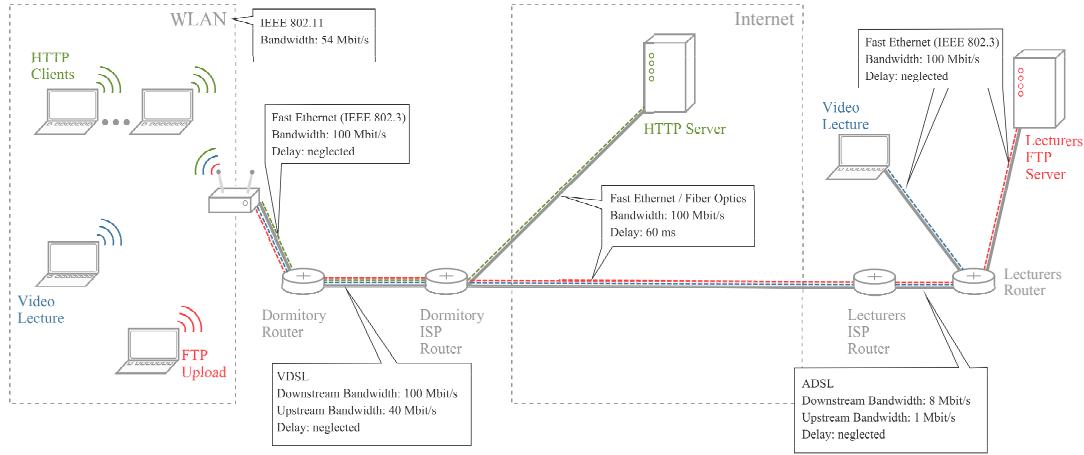 WLAN
IEEE 802.11
Bandwidth: 54 Mbit/s
Internet
HTTP
Clients
Fast Ethernet (IEEE 802.3)
Bandwidth: 100 Mbit/s
Delay: neglected
HTTP Server
Fast Ethernet (IEEE 802.3)
Bandwidth: 100 Mbit/s
Delay: neglected
Video
Lecture
Lecturers
FTP
Server
Fast Ethernet / Fiber Optics
Bandwidth: 100 Mbit/s
Delay: 60 ms
Video
Lecture
FTP
Upload
Dormitory
Router
Dormitory
ISP
Router
Lecturers
ISP
Router
Lecturers
Router
VDSL
Downstream Bandwidth: 100 Mbit/s
Upstream Bandwidth: 40 Mbit/s
Delay: neglected
ADSL
Downstream Bandwidth: 8 Mbit/s
Upstream Bandwidth: 1 Mbit/s
Delay: neglected